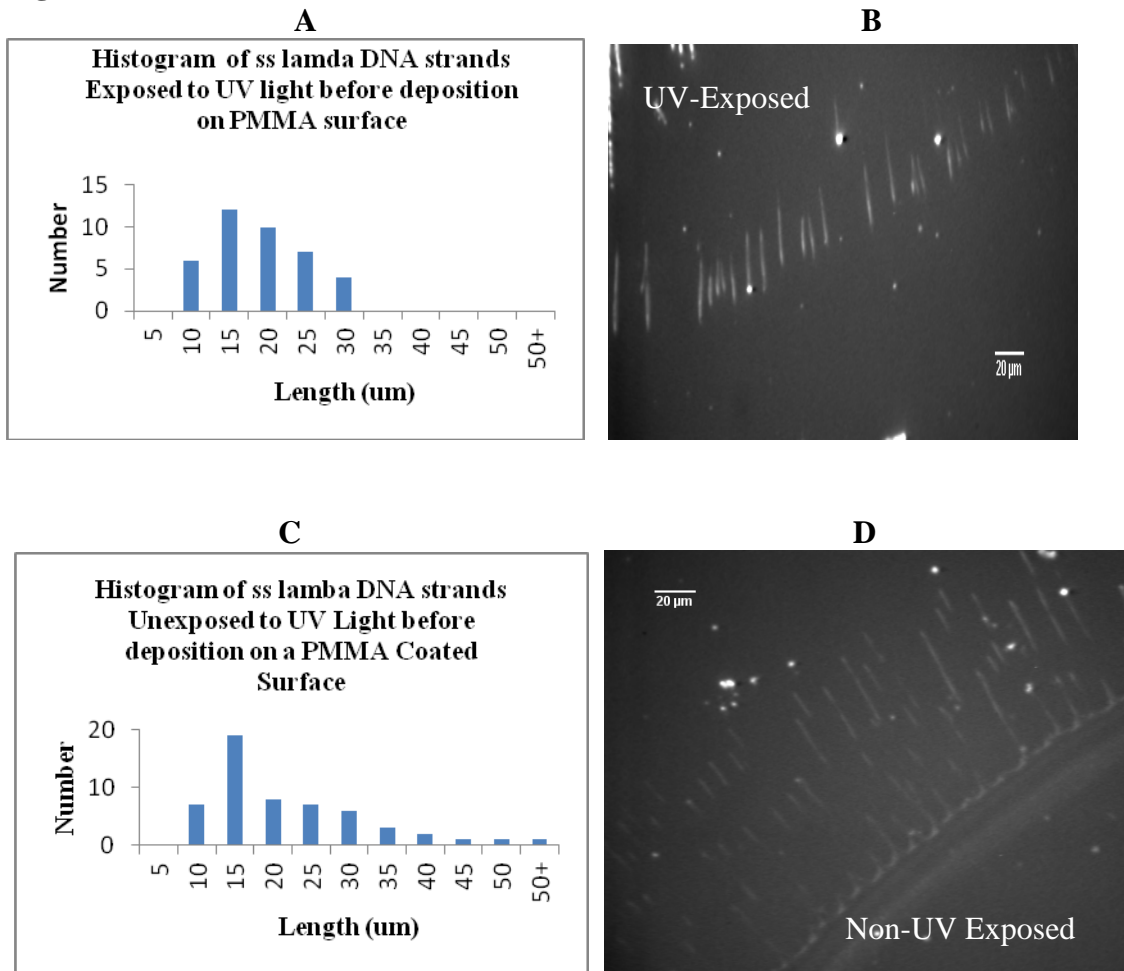 A
Histogram of ss lamda DNA strands
Exposed to UV light before deposition
on PMMA surface
Number
15
10
5
0
5 10 15 20 25 30 35 40 45 50 50+
Length (um)
B
UV-Exposed
20 µm
C
Histogram of ss lamba DNA strands
Unexposed to UV Light before
deposition on a PMMA Coated
Surface
Number
20
10
0
5 10 15 20 25 30 35 40 45 50 50+
Length (um)
D
20 µm
Non-UV Exposed